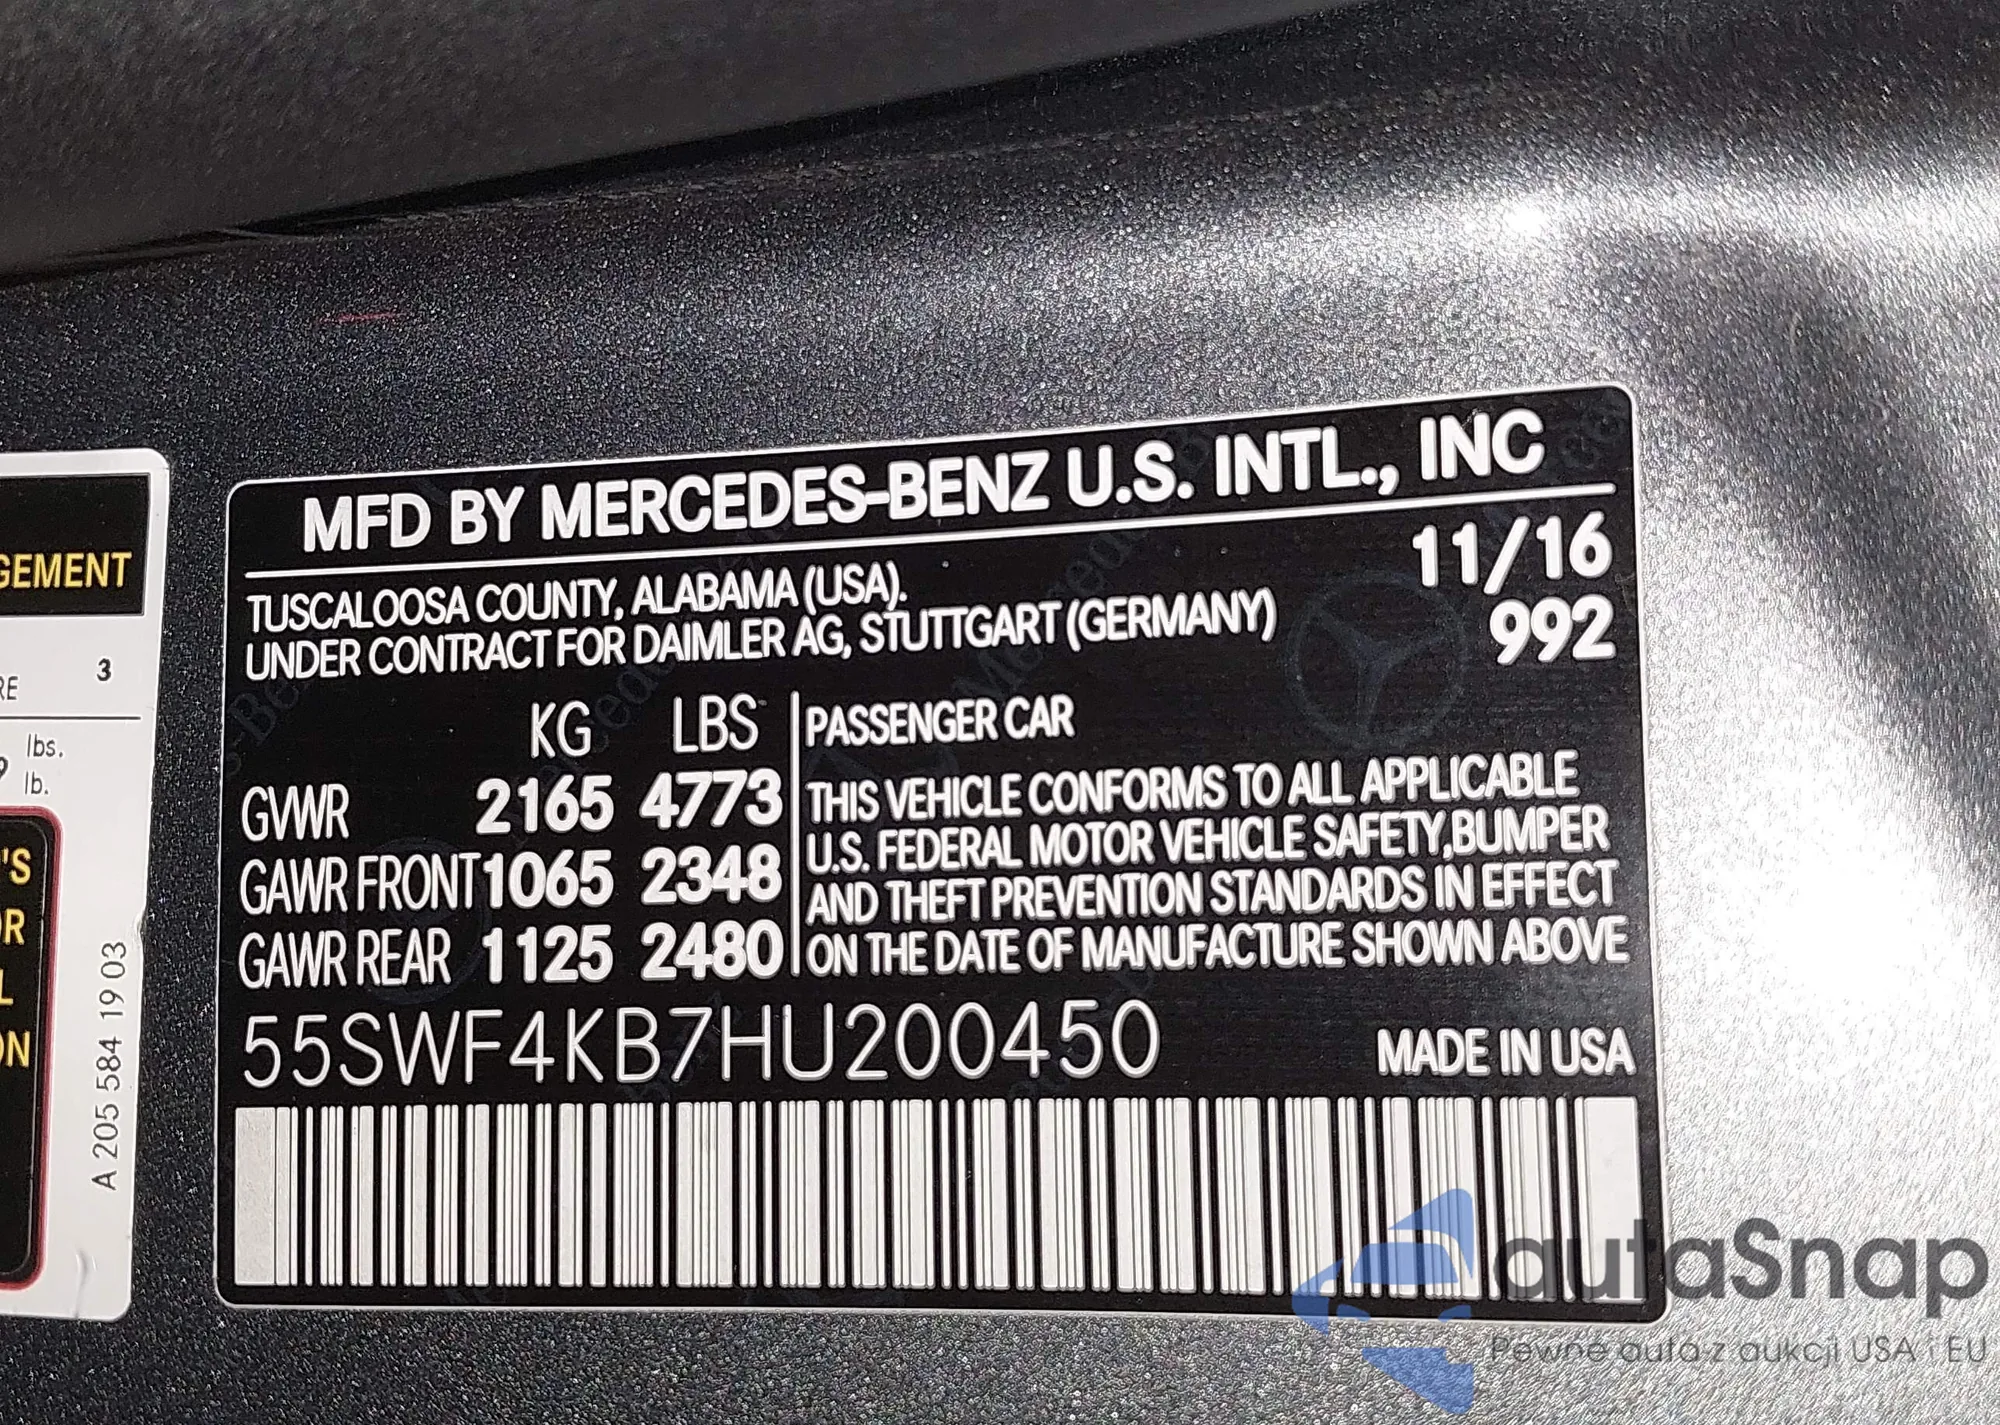 MFD BY MERCEDES-BENZ U.S. INTL., INC
TUSCALOOSA COUNTY, ALABAMA (USA).
11/16
UNDER CONTRACT FOR DAIMLER AG, STUTTGART (GERMANY)
992
KG LBS
GVWR 2165 4773
GAWR FRONT 1065 2348
GAWR REAR 1125 2480
PASSENGER CAR
THIS VEHICLE CONFORMS TO ALL APPLICABLE
U.S. FEDERAL MOTOR VEHICLE SAFETY,BUMPER
AND THEFT PREVENTION STANDARDS IN EFFECT
ON THE DATE OF MANUFACTURE SHOWN ABOVE
55SWF4KB7HU200450
MADE IN USA
GEMENT
RE 3
9 lbs.
lb.
'S
OR
L
ON
A 205 584 19 03
autaSnap
Pewne auta z aukcji USA i EU